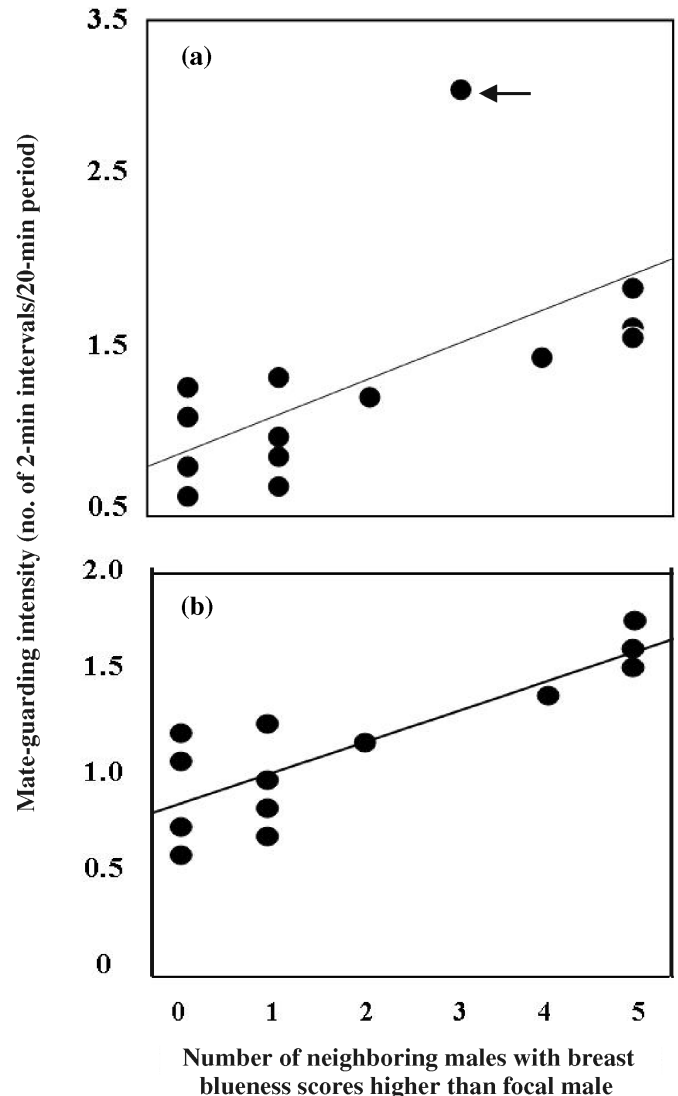 Mate-guarding intensity (no. of 2-min intervals/20-min period)
3.5
(a)
2.5
1.5
0.5
2.0
(b)
1.5
1.0
0.5
0
0 1 2 3 4 5
Number of neighboring males with breast
blueness scores higher than focal male